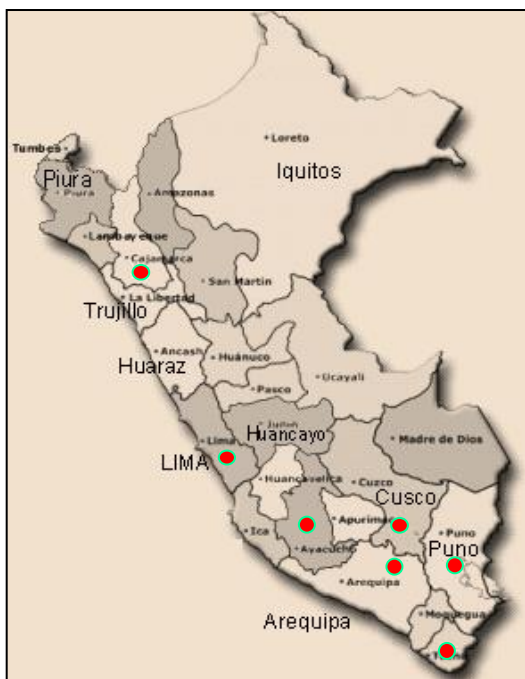 Loreto
Tumbes
Iquitos
Piura
Piura
Amazonas
Lambayeque
Cajamarca
San Martin
La Libertad
Trujillo
Ancash
Huánuco
Huaraz
Ucayali
Pasco
Junín
Huancayo
Lima
Madre de Dios
LIMA
Huancavelica
Cuzco
Cusco
Ica
Apurimac
Puno
Ayacucho
Puno
Arequipa
Moquegua
Arequipa